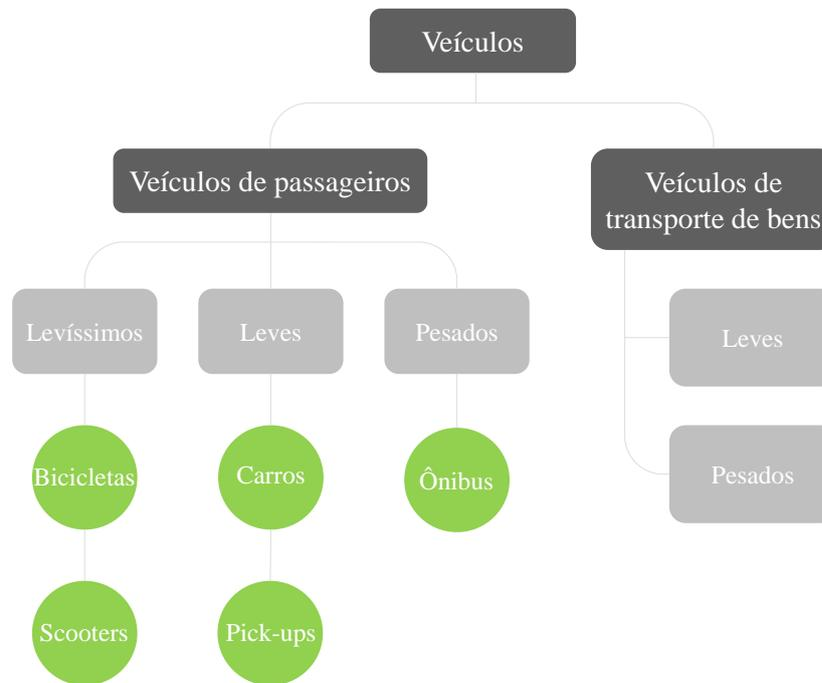 Veículos
Veículos de passageiros
Veículos de
transporte de bens
Levíssimos
Leves
Pesados
Leves
Pesados
Bicicletas
Carros
Ônibus
Scooters
Pick-ups